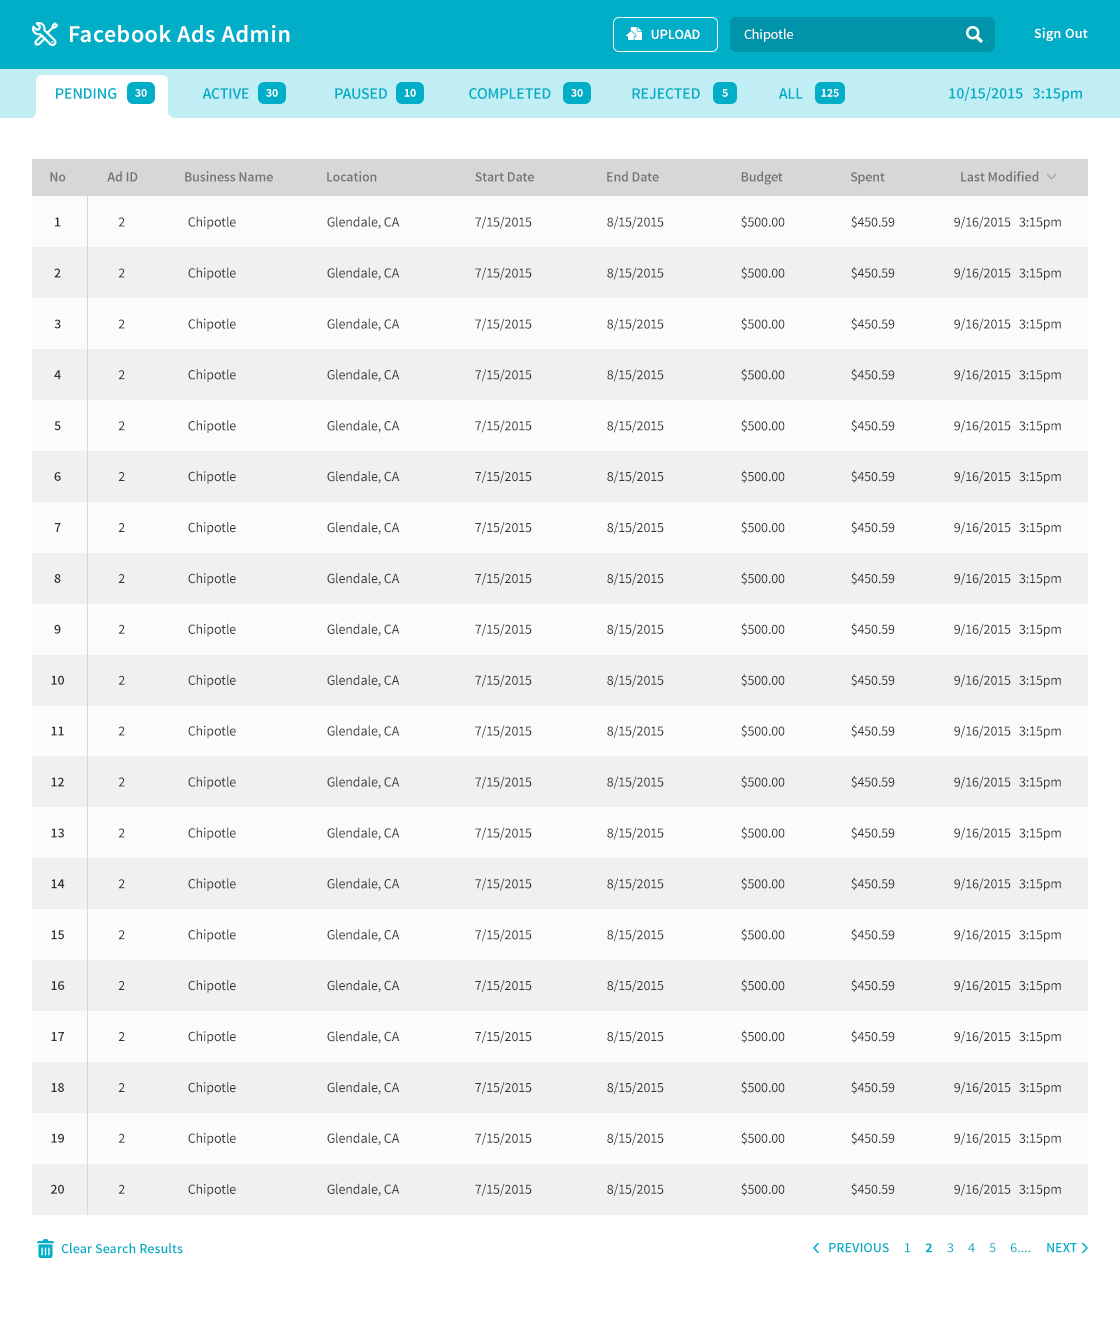 Facebook Ads Admin UPLOAD Chipotle Sign Out
PENDING 30 ACTIVE 30 PAUSED 10 COMPLETED 30 REJECTED 5 ALL 125 10/15/2015 3:15pm
No Ad ID Business Name Location Start Date End Date Budget Spent Last Modified
1 2 Chipotle Glendale, CA 7/15/2015 8/15/2015 $500.00 $450.59 9/16/2015 3:15pm
2 2 Chipotle Glendale, CA 7/15/2015 8/15/2015 $500.00 $450.59 9/16/2015 3:15pm
3 2 Chipotle Glendale, CA 7/15/2015 8/15/2015 $500.00 $450.59 9/16/2015 3:15pm
4 2 Chipotle Glendale, CA 7/15/2015 8/15/2015 $500.00 $450.59 9/16/2015 3:15pm
5 2 Chipotle Glendale, CA 7/15/2015 8/15/2015 $500.00 $450.59 9/16/2015 3:15pm
6 2 Chipotle Glendale, CA 7/15/2015 8/15/2015 $500.00 $450.59 9/16/2015 3:15pm
7 2 Chipotle Glendale, CA 7/15/2015 8/15/2015 $500.00 $450.59 9/16/2015 3:15pm
8 2 Chipotle Glendale, CA 7/15/2015 8/15/2015 $500.00 $450.59 9/16/2015 3:15pm
9 2 Chipotle Glendale, CA 7/15/2015 8/15/2015 $500.00 $450.59 9/16/2015 3:15pm
10 2 Chipotle Glendale, CA 7/15/2015 8/15/2015 $500.00 $450.59 9/16/2015 3:15pm
11 2 Chipotle Glendale, CA 7/15/2015 8/15/2015 $500.00 $450.59 9/16/2015 3:15pm
12 2 Chipotle Glendale, CA 7/15/2015 8/15/2015 $500.00 $450.59 9/16/2015 3:15pm
13 2 Chipotle Glendale, CA 7/15/2015 8/15/2015 $500.00 $450.59 9/16/2015 3:15pm
14 2 Chipotle Glendale, CA 7/15/2015 8/15/2015 $500.00 $450.59 9/16/2015 3:15pm
15 2 Chipotle Glendale, CA 7/15/2015 8/15/2015 $500.00 $450.59 9/16/2015 3:15pm
16 2 Chipotle Glendale, CA 7/15/2015 8/15/2015 $500.00 $450.59 9/16/2015 3:15pm
17 2 Chipotle Glendale, CA 7/15/2015 8/15/2015 $500.00 $450.59 9/16/2015 3:15pm
18 2 Chipotle Glendale, CA 7/15/2015 8/15/2015 $500.00 $450.59 9/16/2015 3:15pm
19 2 Chipotle Glendale, CA 7/15/2015 8/15/2015 $500.00 $450.59 9/16/2015 3:15pm
20 2 Chipotle Glendale, CA 7/15/2015 8/15/2015 $500.00 $450.59 9/16/2015 3:15pm
Clear Search Results PREVIOUS 1 2 3 4 5 6.... NEXT